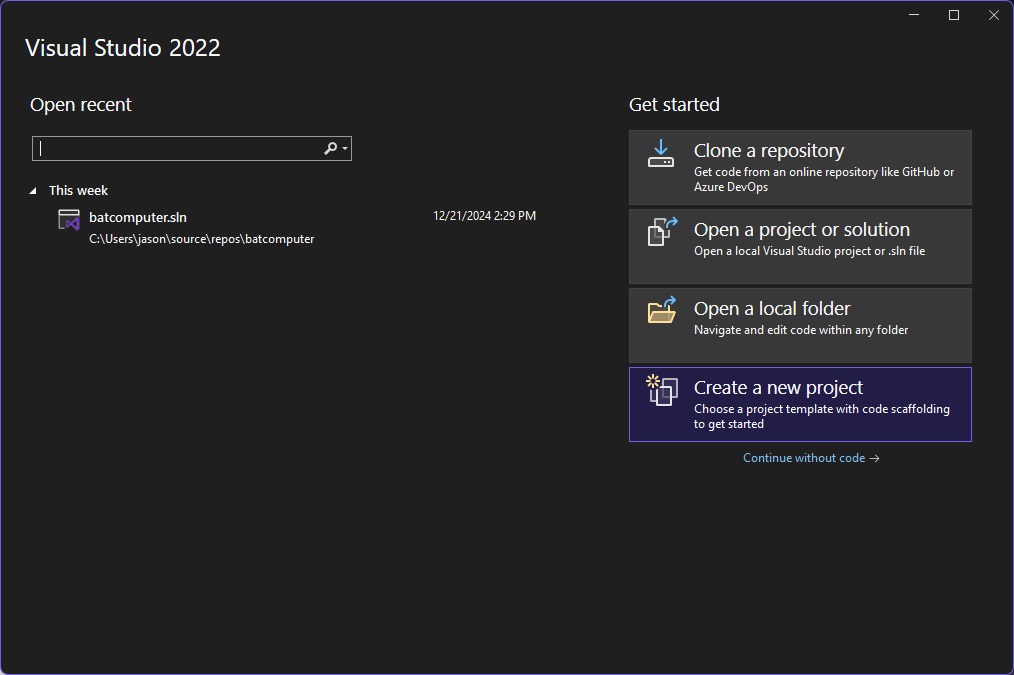 Visual Studio 2022
Open recent
This week
batcomputer.sln
12/21/2024 2:29 PM
C:\Users\jason\source\repos\batcomputer
Get started
Clone a repository
Get code from an online repository like GitHub or
Azure DevOps
Open a project or solution
Open a local Visual Studio project or .sln file
Open a local folder
Navigate and edit code within any folder
Create a new project
Choose a project template with code scaffolding
to get started
Continue without code →